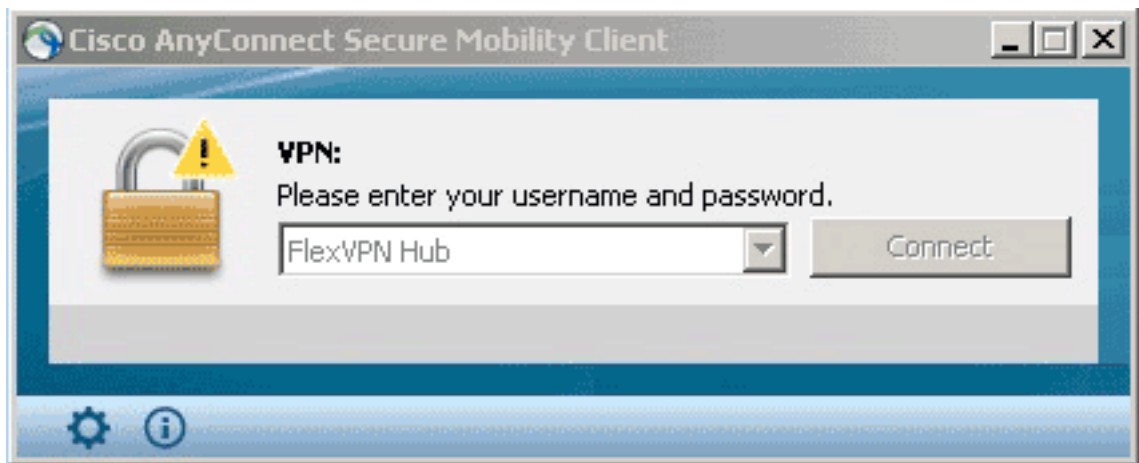 Cisco AnyConnect Secure Mobility Client
VPN:
Please enter your username and password.
FlexVPN Hub
Connect